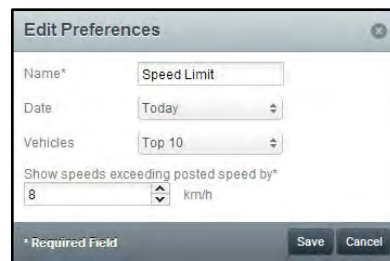 Edit Preferences
Name* Speed Limit
Date Today
Vehicles Top 10
Show speeds exceeding posted speed by*
8 km/h
* Required Field Save Cancel